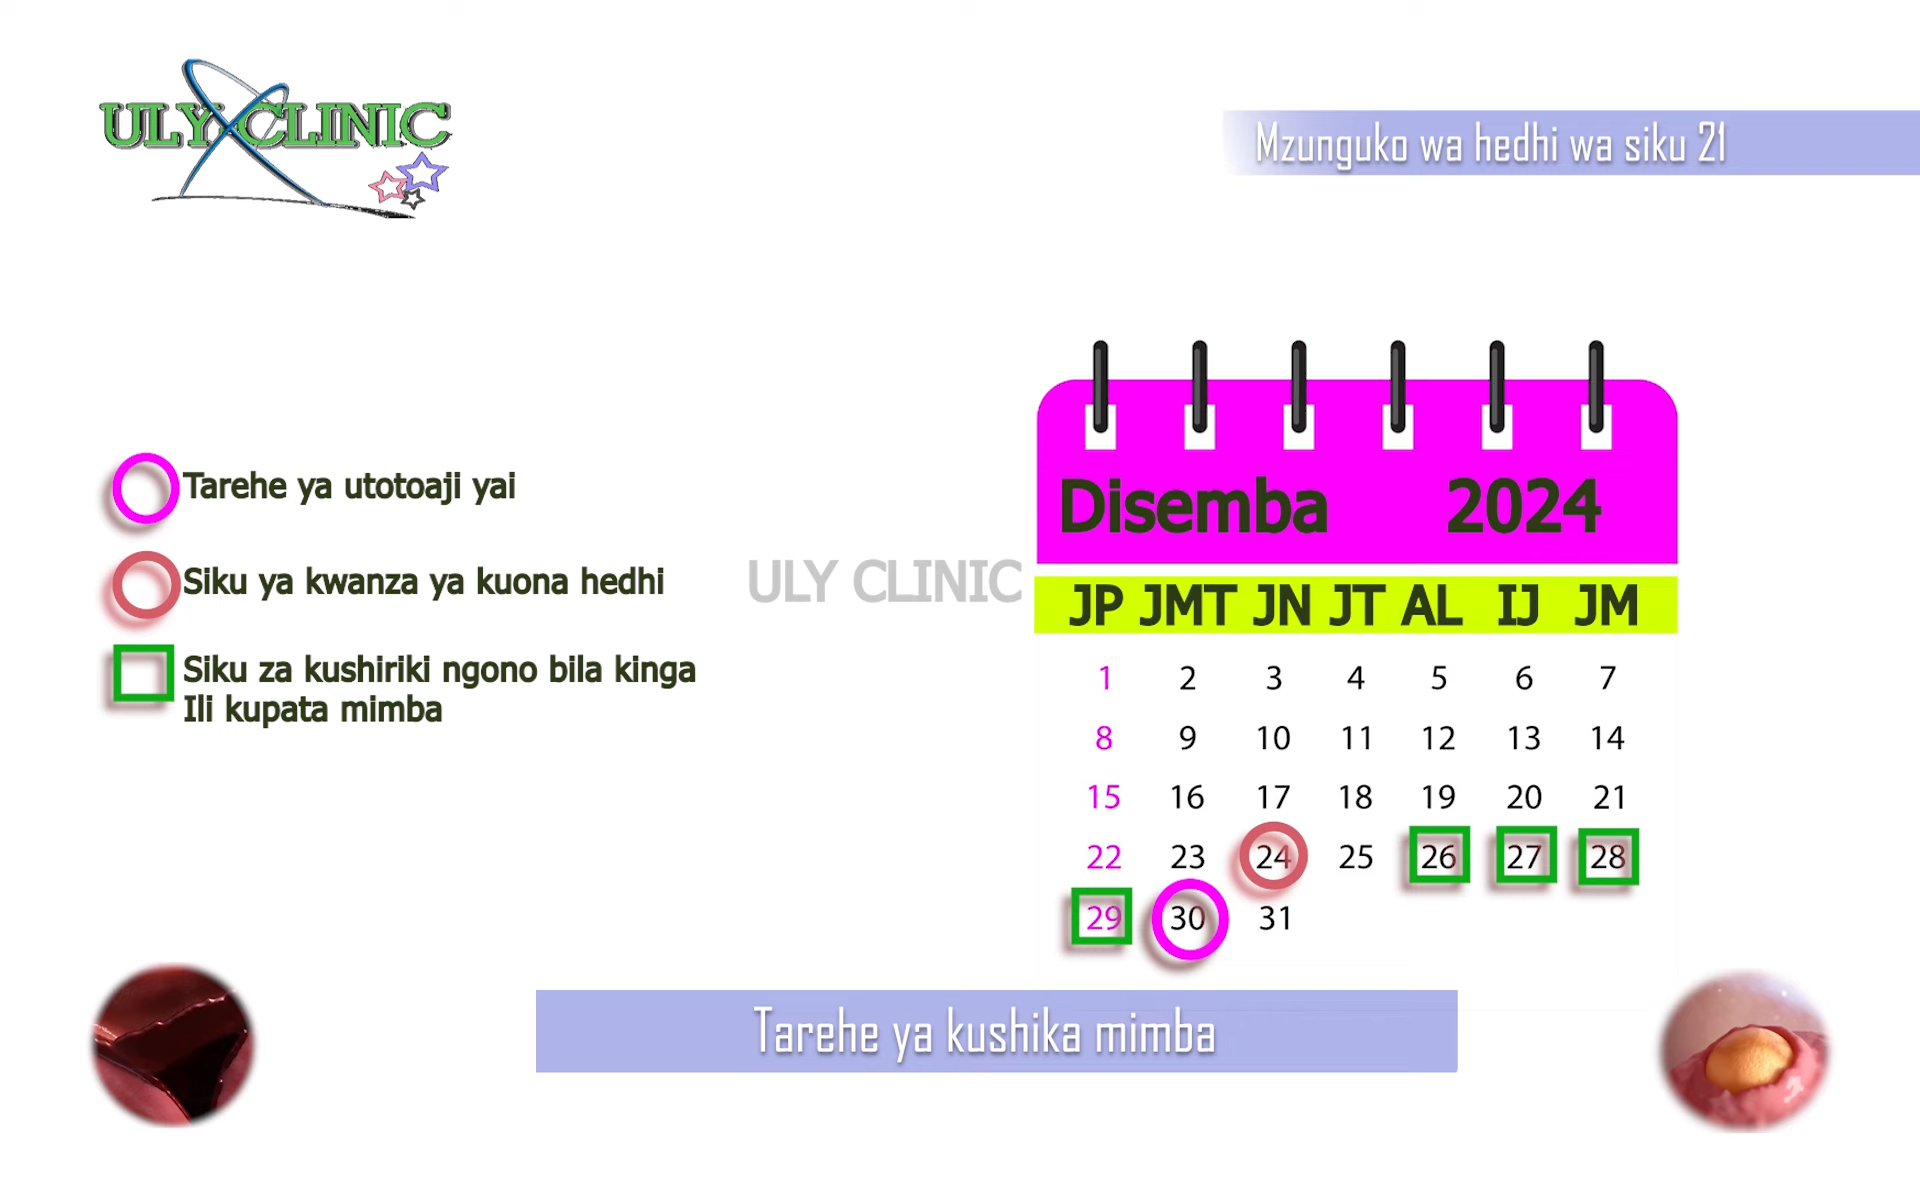 ULY CLINIC
Mzunguko wa hedhi wa siku 21
Tarehe ya utotoaji yai
Siku ya kwanza ya kuona hedhi
Siku za kushiriki ngono bila kinga
Ili kupata mimba
ULY CLINIC
Disemba 2024
JP JMT JN JT AL IJ JM
1 2 3 4 5 6 7
8 9 10 11 12 13 14
15 16 17 18 19 20 21
22 23 24 25 26 27 28
29 30 31
Tarehe ya kushika mimba